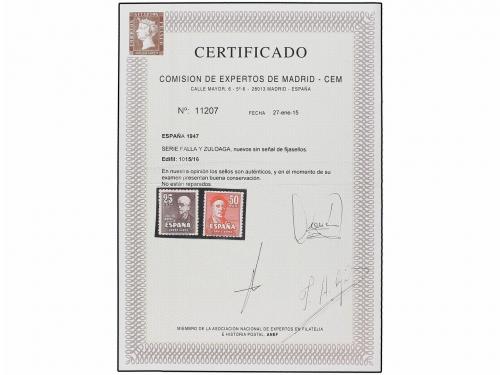 CERTIFICADO
COMISION DE EXPERTOS DE MADRID - CEM
CALLE MAYOR, 6 - 5º-6 - 28013 MADRID - ESPAÑA
Nº: 11207 FECHA 27-ene-15
ESPAÑA 1947
SERIE FALLA Y ZULOAGA, nuevos sin señal de fijasellos.
Edifil: 1015/16
En nuestra opinión los sellos son auténticos, y en el momento de su
examen presentan buena conservación.
No están reparados.
25 50
ESPAÑA ESPAÑA
MIEMBRO DE LA ASOCIACIÓN NACIONAL DE EXPERTOS EN FILATELIA
E HISTORIA POSTAL. ANEF